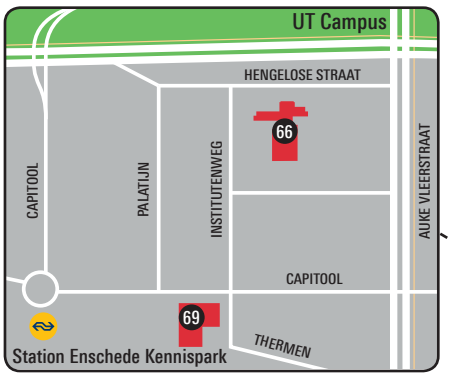 UT Campus
HENGELOSE STRAAT
66
CAPITOOL
PALATIJN
INSTITUTENWEG
AUKE VLEERSTRAAT
CAPITOOL
69
THERMEN
Station Enschede Kennispark